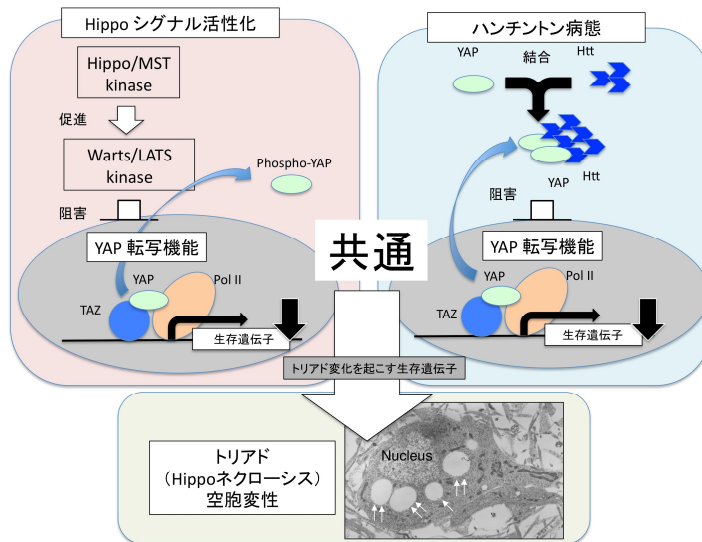 Hippo シグナル活性化
Hippo/MST
kinase
促進
Warts/LATS
kinase
Phospho-YAP
阻害
YAP 転写機能
YAP
Pol II
TAZ
生存遺伝子
ハンチントン病態
YAP
結合
Htt
YAP
Htt
阻害
YAP 転写機能
YAP
Pol II
TAZ
生存遺伝子
共通
トリアド変化を起こす生存遺伝子
トリアド
（Hippoネクローシス）
空胞変性
Nucleus